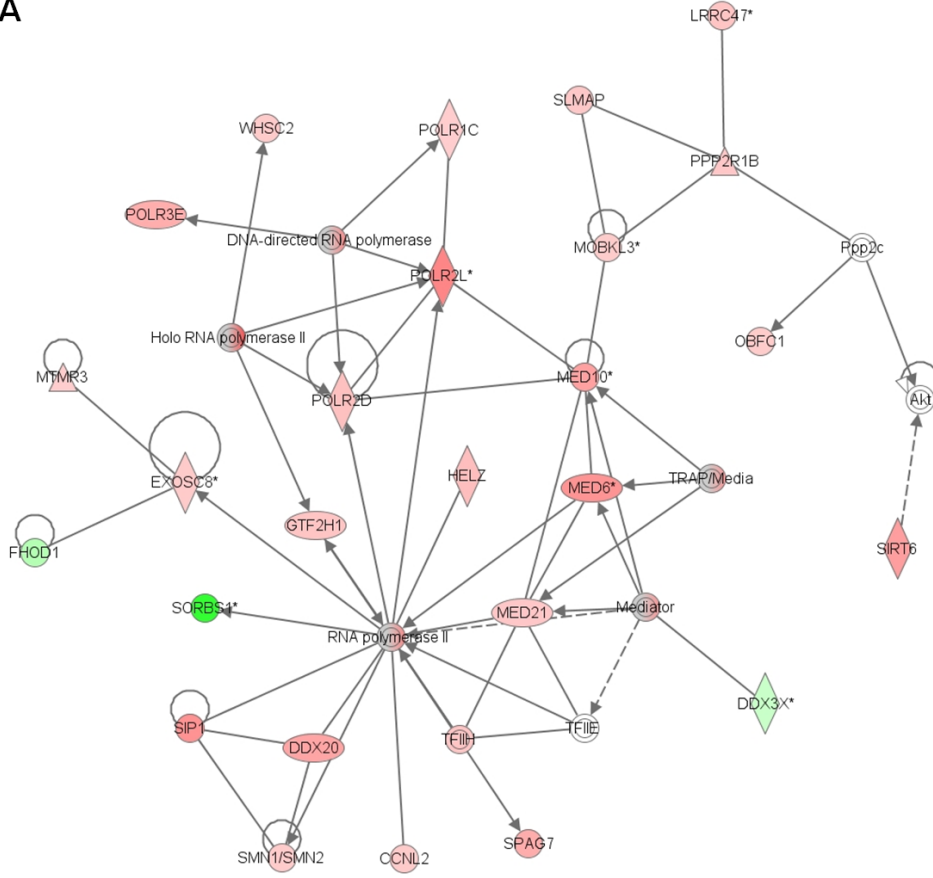 A
LRRC47*
SLMAP
WHSC2
POLR1C
PPP2R1B
POLR3E
DNA-directed RNA polymerase
MOBKL3*
Ppp2c
POLR2L*
Holo RNA polymerase II
OBFC1
MTMR3
MED10*
POLR2D
Akt
EXOSC8*
HELZ
TRAP/Media
MED6*
GTF2H1
FHOD1
SIRT6
SORBS1*
MED21
Mediator
RNA polymerase II
DDX3X*
SIP1
TFIIH
TFIIE
DDX20
SPAG7
SMN1/SMN2
CCNL2